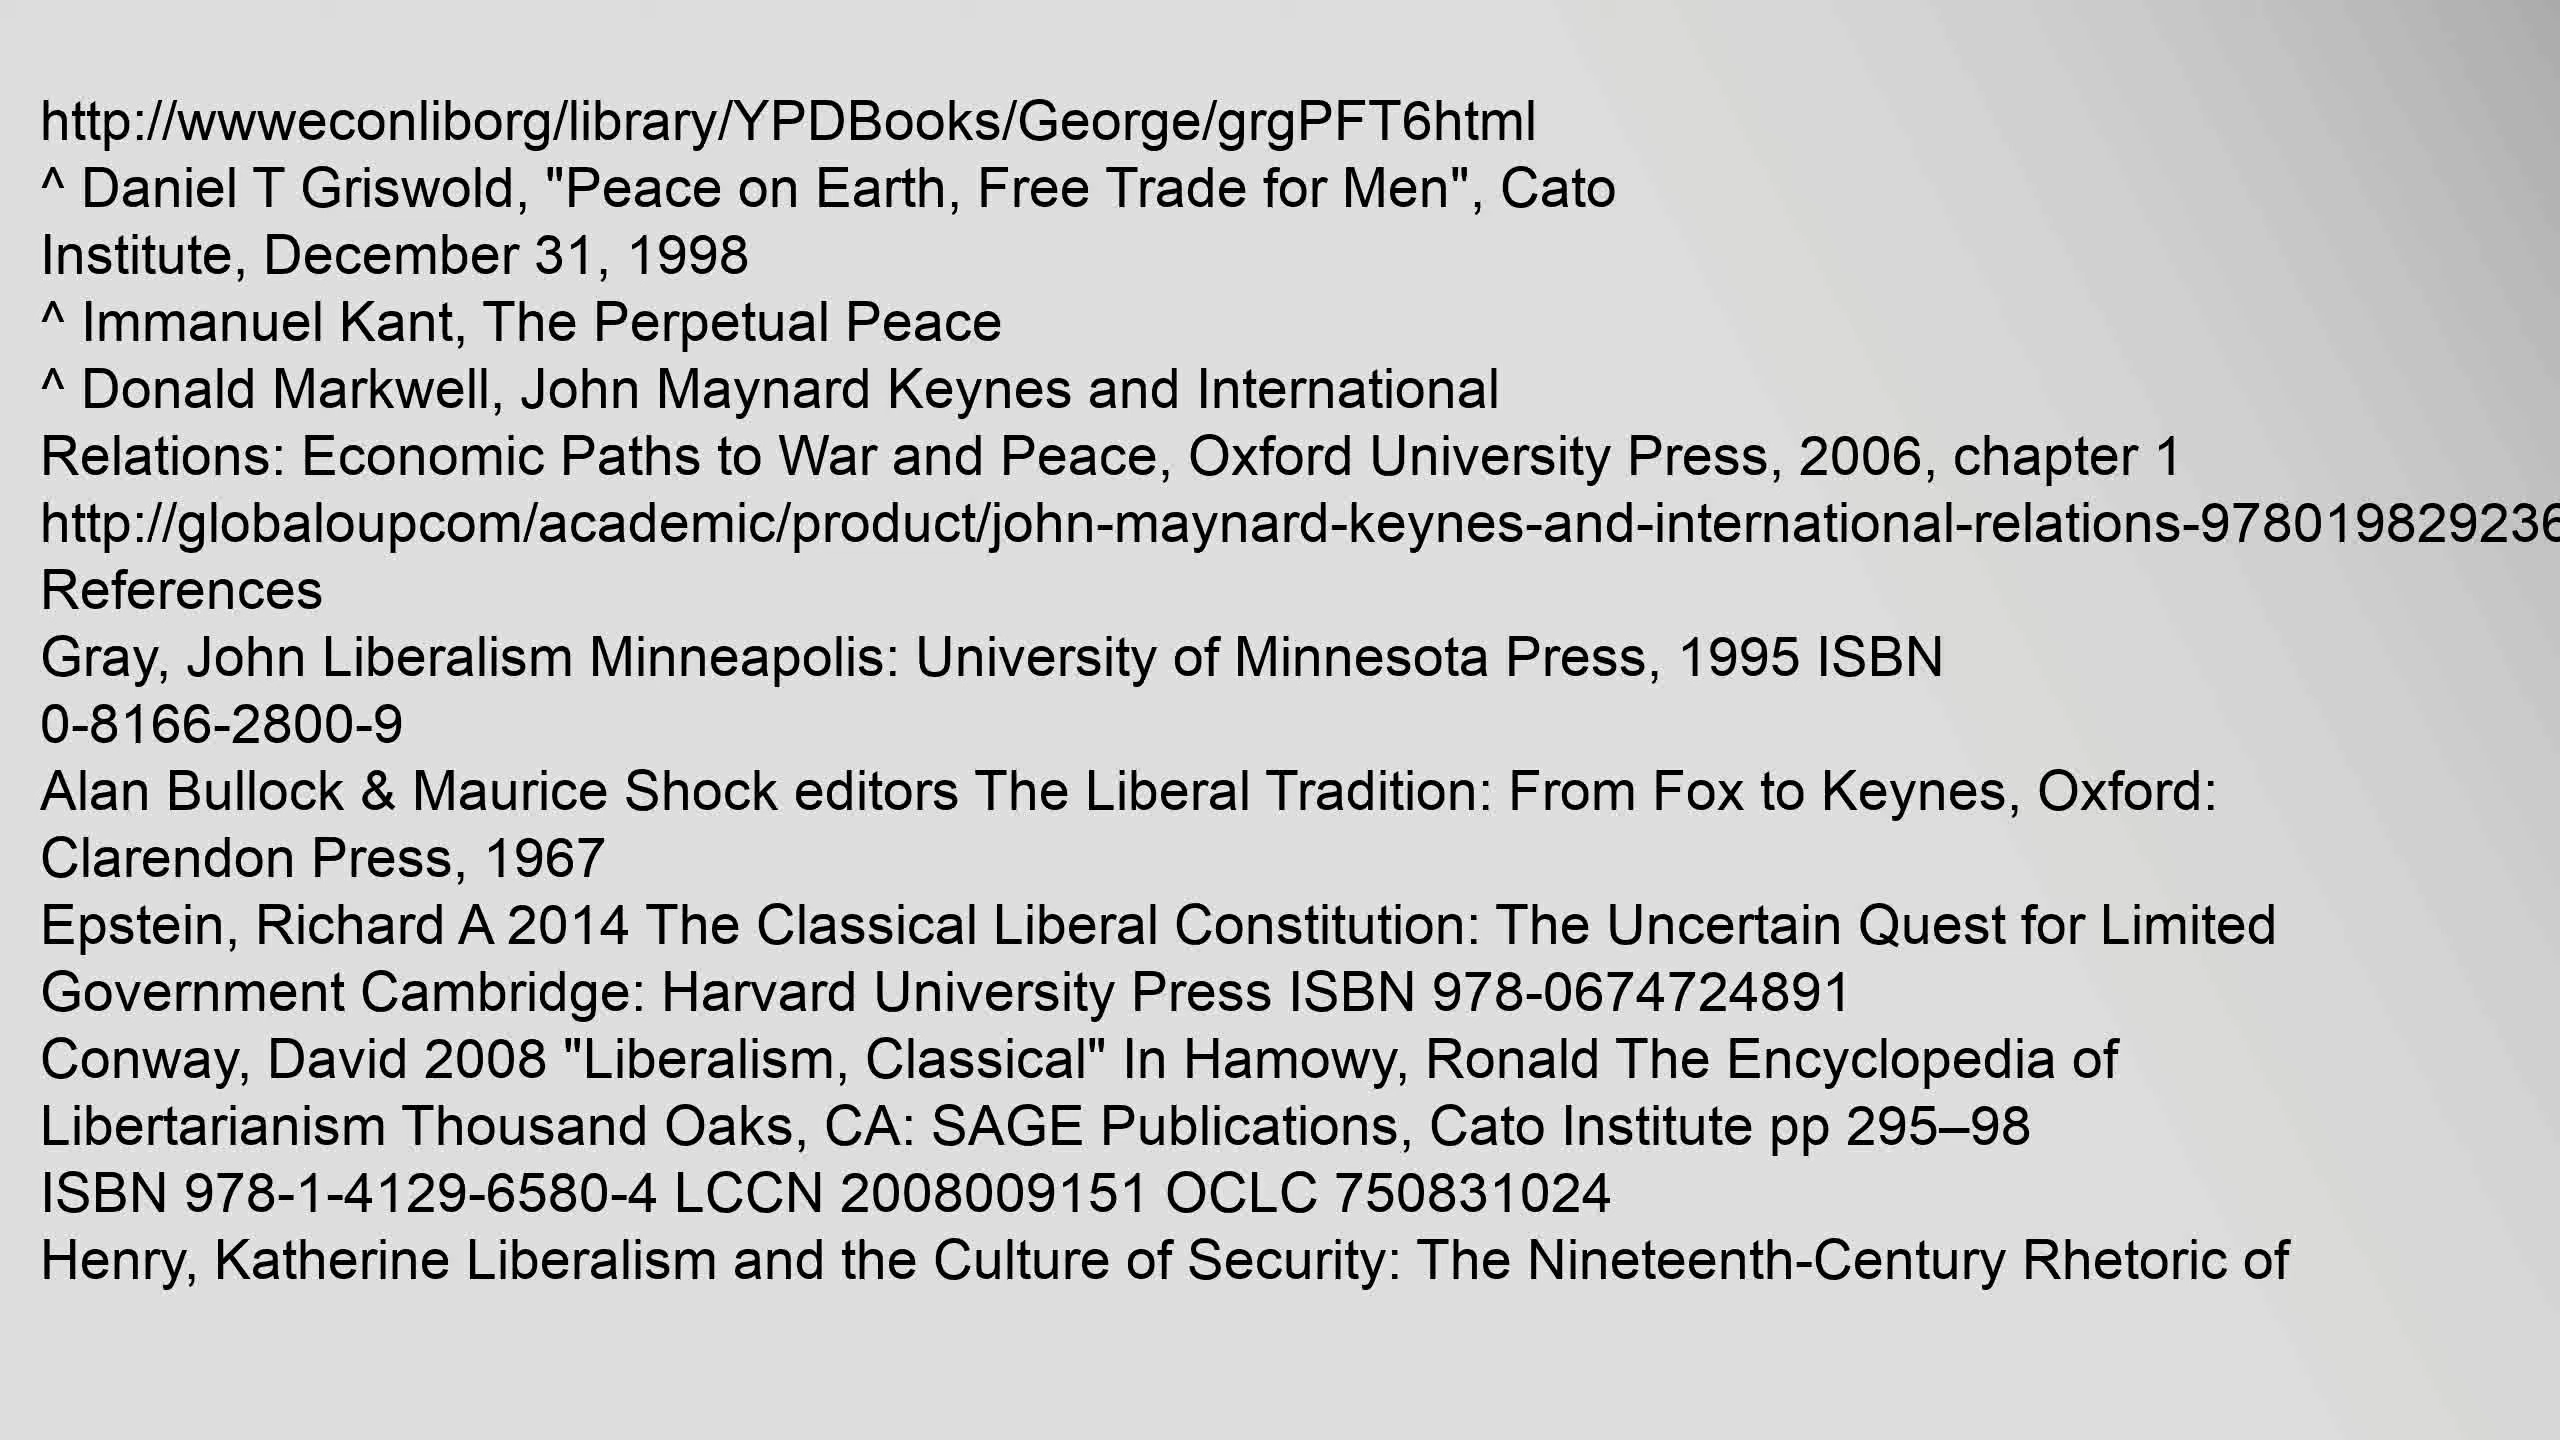 http://wwweconliborg/library/YPDBooks/George/grgPFT6html
^ Daniel T Griswold, "Peace on Earth, Free Trade for Men", Cato
Institute, December 31, 1998
^ Immanuel Kant, The Perpetual Peace
^ Donald Markwell, John Maynard Keynes and International
Relations: Economic Paths to War and Peace, Oxford University Press, 2006, chapter 1
http://globaloupcom/academic/product/john-maynard-keynes-and-international-relations-978019829236
References
Gray, John Liberalism Minneapolis: University of Minnesota Press, 1995 ISBN
0-8166-2800-9
Alan Bullock & Maurice Shock editors The Liberal Tradition: From Fox to Keynes, Oxford:
Clarendon Press, 1967
Epstein, Richard A 2014 The Classical Liberal Constitution: The Uncertain Quest for Limited
Government Cambridge: Harvard University Press ISBN 978-0674724891
Conway, David 2008 "Liberalism, Classical" In Hamowy, Ronald The Encyclopedia of
Libertarianism Thousand Oaks, CA: SAGE Publications, Cato Institute pp 295–98
ISBN 978-1-4129-6580-4 LCCN 2008009151 OCLC 750831024
Henry, Katherine Liberalism and the Culture of Security: The Nineteenth-Century Rhetoric of